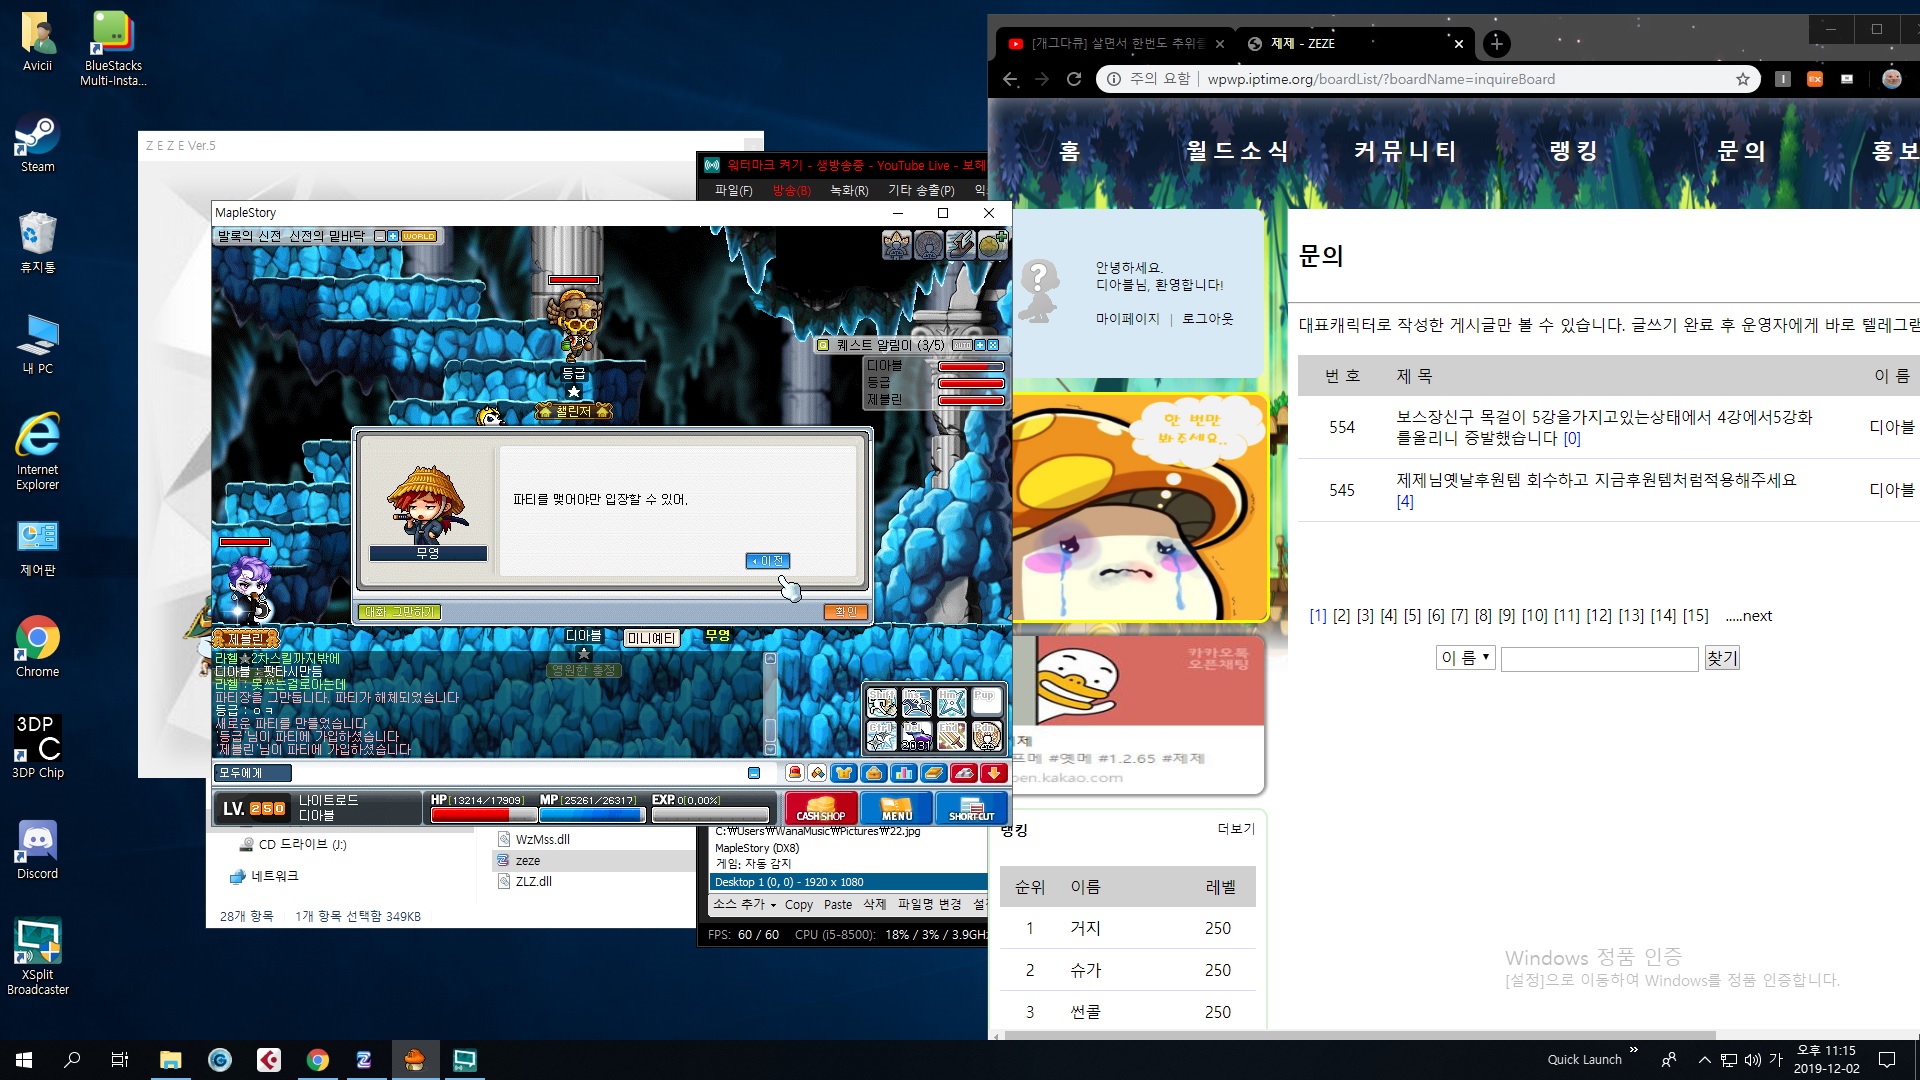 Avicii
BlueStacks
Multi-Insta...
Steam
휴지통
내 PC
Internet
Explorer
제어판
Chrome
3DP
C
3DP Chip
Discord
XSplit
Broadcaster
Z E Z E Ver.5
워터마크 켜기 - 생방송중 - YouTube Live - 보헤
파일(F) 방송(B) 녹화(R) 기타 송출(P)
MapleStory
발록의 신전 신전의 밑바닥 WORLD
퀘스트 알림이 (3/5) AUTO
디아블
등급
제블린
등급
챌린저
파티를 맺어야만 입장할 수 있어.
무영
이전
대화 그만하기
확인
제블린
디아블
미니예티
무영
영원한 충정
라헬★2차스킬까지밖에
디아블 : 팟타시만듬
라헬 : 못쓰는걸로아는데
파티장을 그만둡니다. 파티가 해체되었습니다
등급 : ㅇㅋ
새로운 파티를 만들었습니다
'등급'님이 파티에 가입하셨습니다
'제블린'님이 파티에 가입하셨습니다
모두에게
LV. 250
나이트로드
디아블
HP[13214/17909] MP[25261/26317] EXP.0[0.00%]
CASH SHOP MENU SHORT CUT
CD 드라이브 (J:)
네트워크
WzMss.dll
zeze
ZLZ.dll
28개 항목 1개 항목 선택함 349KB
C:₩Users₩WanaMusic₩Pictures₩22.jpg
MapleStory (DX8)
게임: 자동 감지
Desktop 1 (0, 0) - 1920 x 1080
소스 추가 Copy Paste 삭제 파일명 변경
FPS: 60 / 60 CPU (i5-8500): 18% / 3% / 3.9GHz
[개그다큐] 살면서 한번도 추위를
제제 - ZEZE
주의 요함 wpwp.iptime.org/boardList/?boardName=inquireBoard
홈 월드소식 커뮤니티 랭킹 문의 홍보
안녕하세요.
디아블님, 환영합니다!
마이페이지 | 로그아웃
한 번만
봐주세요..
카카오톡
오픈채팅
프메 #옛메 #1.2.65 #제제
pen.kakao.com
랭킹 더보기
순위 이름 레벨
1 거지 250
2 슈가 250
3 썬콜 250
문의
대표캐릭터로 작성한 게시글만 볼 수 있습니다. 글쓰기 완료 후 운영자에게 바로 텔레그램
번 호 제 목 이 름
554 보스장신구 목걸이 5강을가지고있는상태에서 4강에서5강화를올리니 증발했습니다 [0] 디아블
545 제제님옛날후원템 회수하고 지금후원템처럼적용해주세요 [4] 디아블
[1] [2] [3] [4] [5] [6] [7] [8] [9] [10] [11] [12] [13] [14] [15] .....next
이 름 찾기
Windows 정품 인증
[설정]으로 이동하여 Windows를 정품 인증합니다.
Quick Launch
가
오후 11:15
2019-12-02